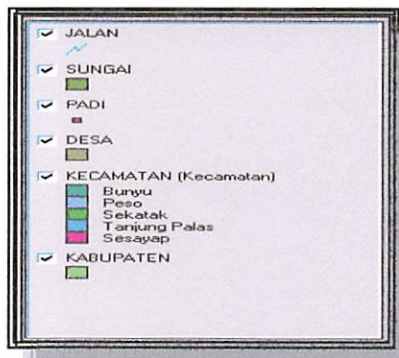 JALAN
SUNGAI
PADI
DESA
KECAMATAN (Kecamatan)
Bunyu
Peso
Sekatak
Tanjung Palas
Sesayap
KABUPATEN